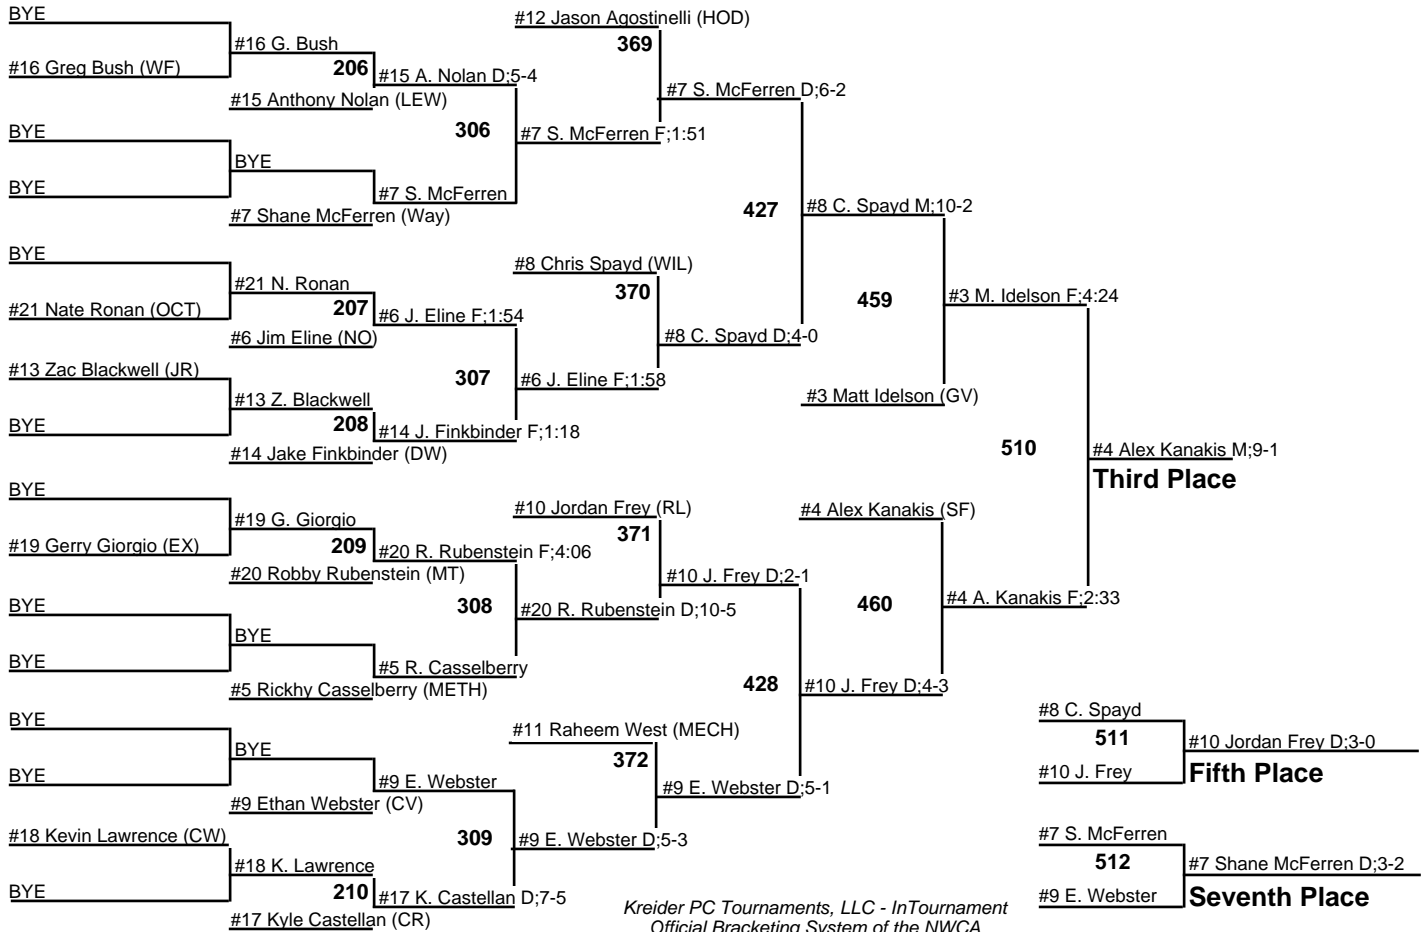 BYE
#16 Greg Bush (WF)
BYE
BYE
BYE
#21 Nate Ronan (OCT)
#13 Zac Blackwell (JR)
BYE
BYE
#19 Gerry Giorgio (EX)
BYE
BYE
BYE
BYE
#18 Kevin Lawrence (CW)
BYE
#16 G. Bush
206
#15 Anthony Nolan (LEW)
BYE
#7 Shane McFerren (Way)
#21 N. Ronan
207
#6 Jim Eline (NO)
#13 Z. Blackwell
208
#14 Jake Finkbinder (DW)
#19 G. Giorgio
209
#20 Robby Rubenstein (MT)
BYE
#5 Rickhy Casselberry (METH)
BYE
#9 Ethan Webster (CV)
#18 K. Lawrence
210
#17 Kyle Castellan (CR)
#15 A. Nolan D;5-4
306
#7 S. McFerren
#6 J. Eline F;1:54
307
#14 J. Finkbinder F;1:18
#20 R. Rubenstein F;4:06
308
#5 R. Casselberry
#9 E. Webster
309
#17 K. Castellan D;7-5
#12 Jason Agostinelli (HOD)
369
#7 S. McFerren F;1:51
#8 Chris Spayd (WIL)
370
#6 J. Eline F;1:58
#10 Jordan Frey (RL)
371
#20 R. Rubenstein D;10-5
#11 Raheem West (MECH)
372
#9 E. Webster D;5-3
#7 S. McFerren D;6-2
427
#8 C. Spayd D;4-0
#10 J. Frey D;2-1
428
#9 E. Webster D;5-1
#8 C. Spayd M;10-2
459
#3 Matt Idelson (GV)
#4 Alex Kanakis (SF)
460
#10 J. Frey D;4-3
#3 M. Idelson F;4:24
510
#4 A. Kanakis F;2:33
#4 Alex Kanakis M;9-1
Third Place
#8 C. Spayd
511
#10 J. Frey
#10 Jordan Frey D;3-0
Fifth Place
#7 S. McFerren
512
#9 E. Webster
#7 Shane McFerren D;3-2
Seventh Place
Kreider PC Tournaments, LLC - InTournament
Official Bracketing System of the NWCA